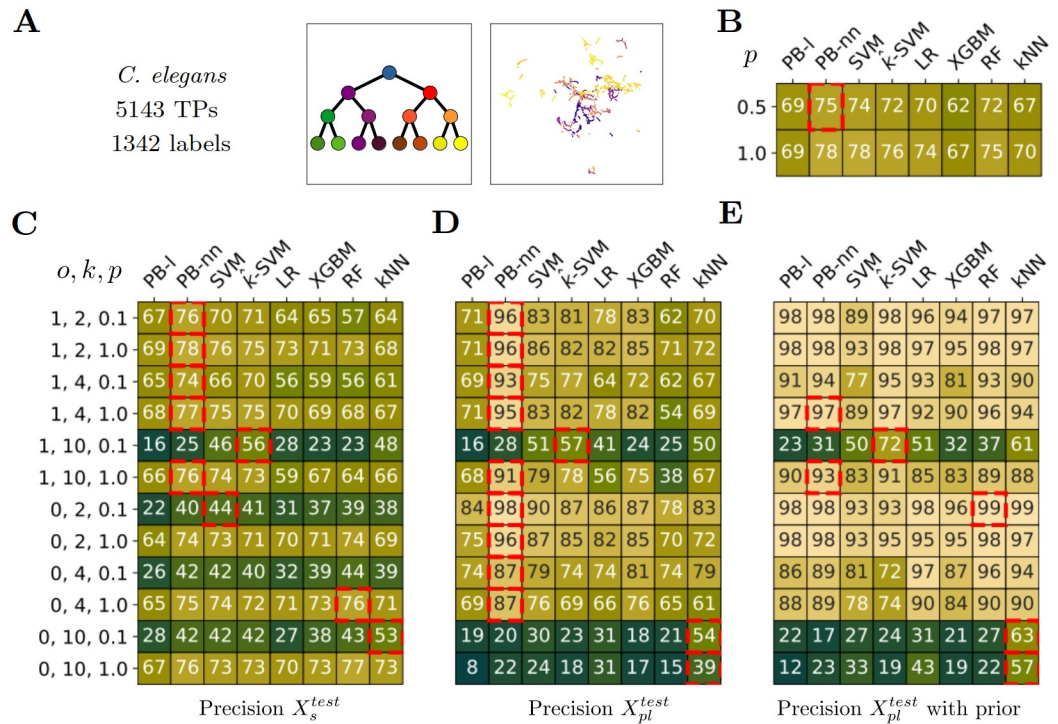 A
C. elegans
5143 TPs
1342 labels
B
p
PB-l PB-nn SVM k̂-SVM LR XGBM RF kNN
0.5 69 75 74 72 70 62 72 67
1.0 69 78 78 76 74 67 75 70
C
o, k, p
PB-l PB-nn SVM k̂-SVM LR XGBM RF kNN
1, 2, 0.1 67 76 70 71 64 65 57 64
1, 2, 1.0 69 78 76 75 73 71 73 68
1, 4, 0.1 65 74 66 70 56 59 56 61
1, 4, 1.0 68 77 75 75 70 69 68 67
1, 10, 0.1 16 25 46 56 28 23 23 48
1, 10, 1.0 66 76 74 73 59 67 64 66
0, 2, 0.1 22 40 44 41 31 37 39 38
0, 2, 1.0 64 74 73 71 70 71 74 69
0, 4, 0.1 26 42 42 40 32 39 44 39
0, 4, 1.0 65 75 74 72 71 73 76 71
0, 10, 0.1 28 42 42 42 27 38 43 53
0, 10, 1.0 67 76 73 73 70 73 77 73
Precision X_s^test
D
PB-l PB-nn SVM k̂-SVM LR XGBM RF kNN
71 96 83 81 78 83 62 70
71 96 86 82 82 85 71 72
69 93 75 77 64 72 62 67
71 95 83 82 78 82 54 69
16 28 51 57 41 24 25 50
68 91 79 78 56 75 38 67
84 98 90 87 86 87 78 83
75 96 87 85 82 85 70 72
74 87 79 74 74 81 74 79
69 87 76 69 66 76 65 61
19 20 30 23 31 18 21 54
8 22 24 18 31 17 15 39
Precision X_pl^test
E
PB-l PB-nn SVM k̂-SVM LR XGBM RF kNN
98 98 89 98 96 94 97 97
98 98 93 98 97 95 98 97
91 94 77 95 93 81 93 90
97 97 89 97 92 90 96 94
23 31 50 72 51 32 37 61
90 93 83 91 85 83 89 88
98 98 93 98 98 97 99 99
98 98 93 95 95 95 98 97
86 89 81 72 97 87 96 94
88 89 78 74 90 84 90 90
22 17 27 24 31 21 27 63
12 23 33 19 43 19 22 57
Precision X_pl^test with prior